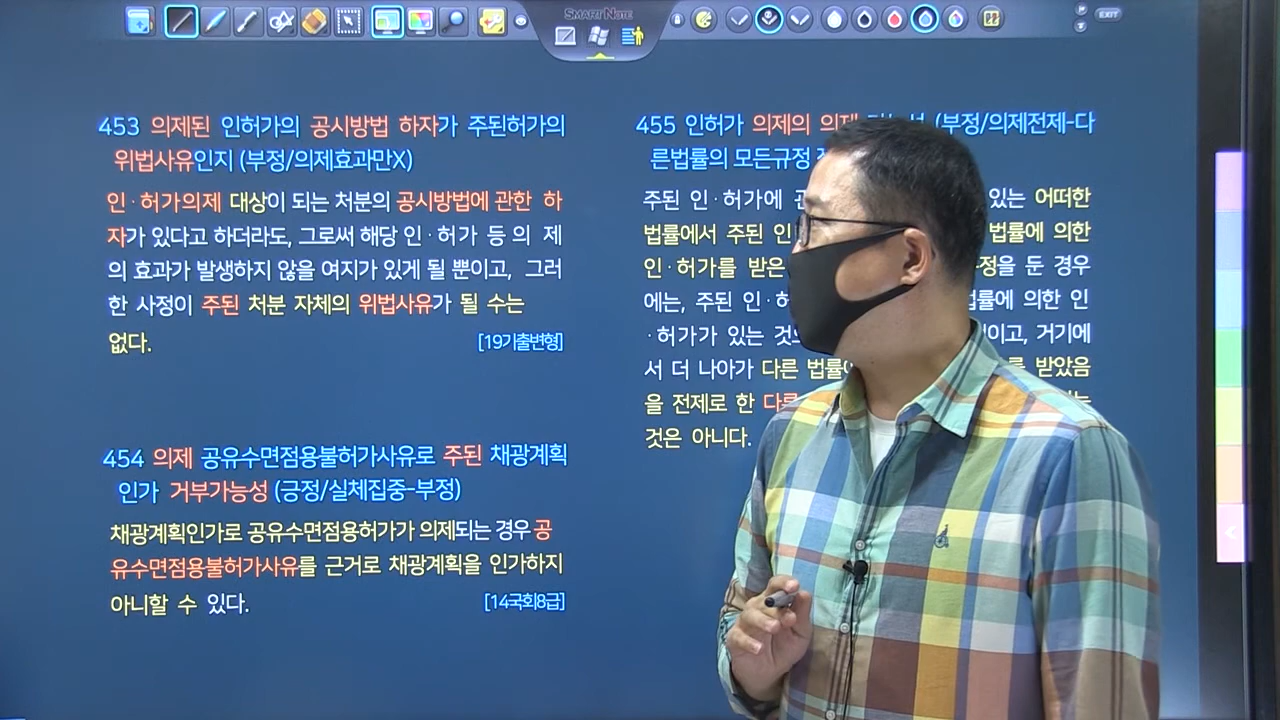 SMART NOTE
EXIT
453 의제된 인허가의 공시방법 하자가 주된허가의
위법사유인지 (부정/의제효과만X)
인·허가의제 대상이 되는 처분의 공시방법에 관한 하
자가 있다고 하더라도, 그로써 해당 인·허가 등 의 제
의 효과가 발생하지 않을 여지가 있게 될 뿐이고, 그러
한 사정이 주된 처분 자체의 위법사유가 될 수는
없다. [19기출변형]
454 의제 공유수면점용불허가사유로 주된 채광계획
인가 거부가능성 (긍정/실체집중-부정)
채광계획인가로 공유수면점용허가가 의제되는 경우 공
유수면점용불허가사유를 근거로 채광계획을 인가하지
아니할 수 있다. [14국회8급]
455 인허가 의제의 의제 (부정/의제전제-다
른법률의 모든규정
주된 인·허가에 있는 어떠한
법률에서 주된 법률에 의한
인·허가를 받은 을 둔 경우
에는, 주된 의한 인
·허가가 있는 거기에
서 더 나아가 다른 받았음
을 전제로 한
것은 아니다.